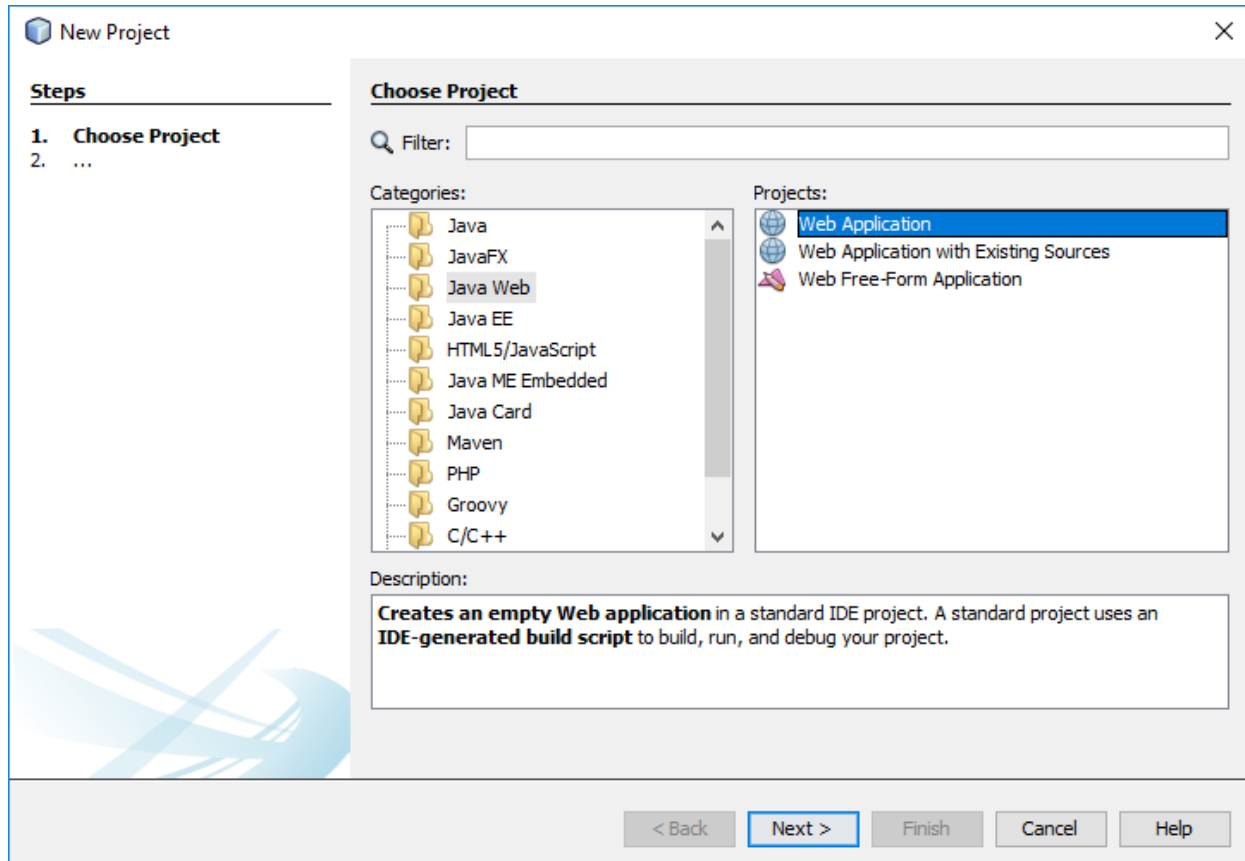 New Project
Steps
1. Choose Project
2. ...
Choose Project
Filter:
Categories:
Java
JavaFX
Java Web
Java EE
HTML5/JavaScript
Java ME Embedded
Java Card
Maven
PHP
Groovy
C/C++
Projects:
Web Application
Web Application with Existing Sources
Web Free-Form Application
Description:
Creates an empty Web application in a standard IDE project. A standard project uses an
IDE-generated build script to build, run, and debug your project.
< Back
Next >
Finish
Cancel
Help